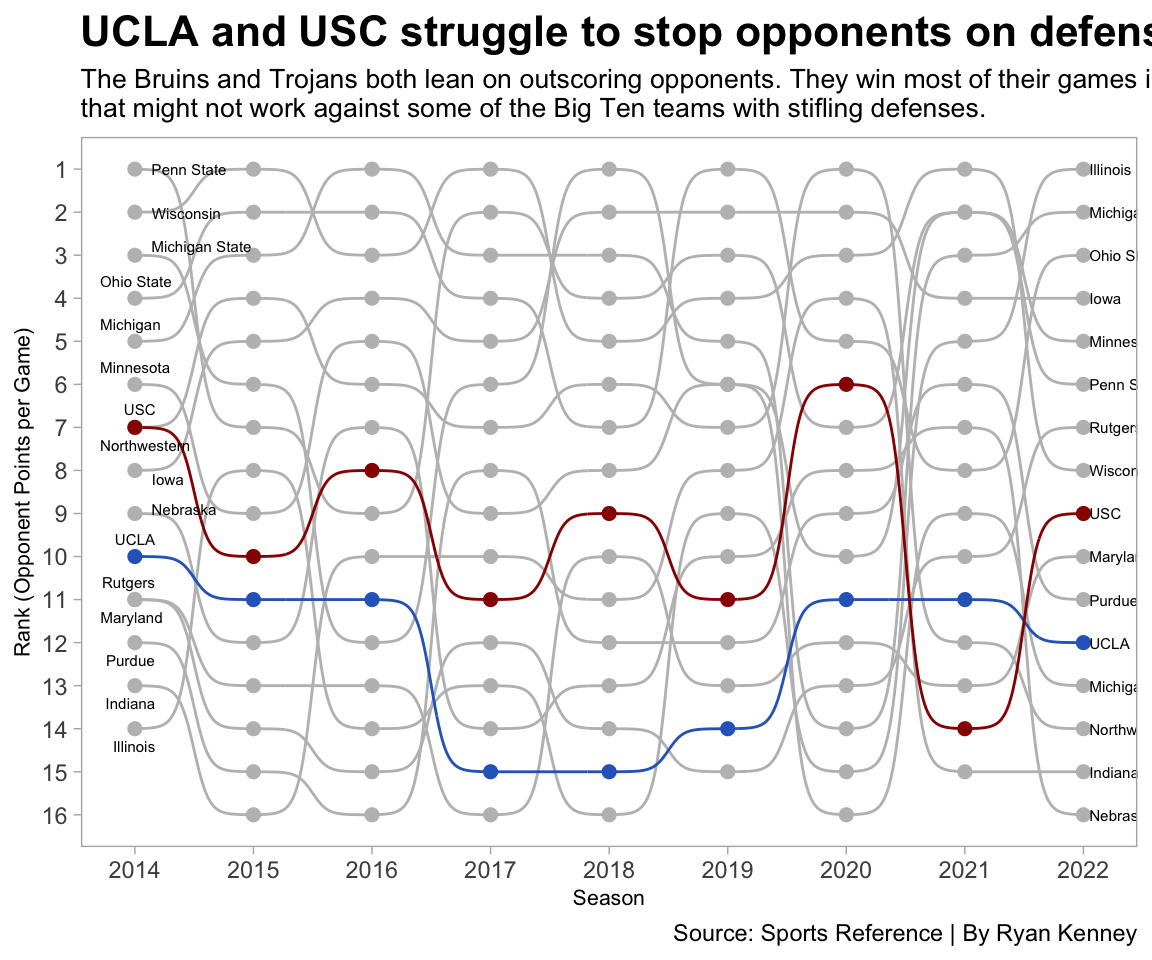 UCLA and USC struggle to stop opponents on defens
The Bruins and Trojans both lean on outscoring opponents. They win most of their games i
that might not work against some of the Big Ten teams with stifling defenses.
Rank (Opponent Points per Game)
1
2
3
4
5
6
7
8
9
10
11
12
13
14
15
16
Penn State
Wisconsin
Michigan State
Ohio State
Michigan
Minnesota
USC
Northwestern
Iowa
Nebraska
UCLA
Rutgers
Maryland
Purdue
Indiana
Illinois
Illinois
Michiga
Ohio S
Iowa
Minnes
Penn S
Rutgers
Wiscon
USC
Marylan
Purdue
UCLA
Michiga
Northw
Indiana
Nebras
2014 2015 2016 2017 2018 2019 2020 2021 2022
Season
Source: Sports Reference | By Ryan Kenney